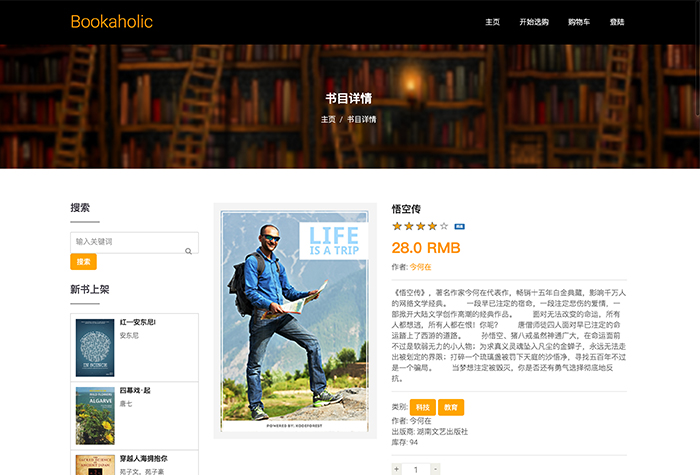 Bookaholic
主页 开始选购 购物车 登陆
书目详情
主页 / 书目详情
搜索
输入关键词
搜索
新书上架
IN SCIENCE
红一安东尼I
安东尼
ALGARVE
四幕戏·起
唐七
穿越人海拥抱你
苑子文、苑子豪
LIFE
IS A TRIP
POWERED BY: KODEFOREST
悟空传
28.0 RMB
作者: 今何在
《悟空传》，著名作家今何在代表作，畅销十五年白金典藏，影响千万人
的网络文学经典。 一段早已注定的宿命，一段注定悲伤的爱情，一
部掀开大陆文学创作高潮的经典作品。 面对无法改变的命运，所有
人都想逃，所有人都在恨！你呢？ 唐僧师徒四人面对早已注定的命
运踏上了西游的道路。 孙悟空、猪八戒虽然神通广大，在命运面前
不过是软弱无力的小人物；为求真义灵魂坠入尺尘的金蝉子，永远无法走
出被划定的界限；打碎一个琉璃盏被罚下天庭的沙悟净，寻找五百年不过
是一个骗局。 当梦想注定被毁灭，你是否还有勇气选择彻底地反
抗。
类别: 科技 教育
作者: 今何在
出版商: 湖南文艺出版社
库存: 94
+ 1 -